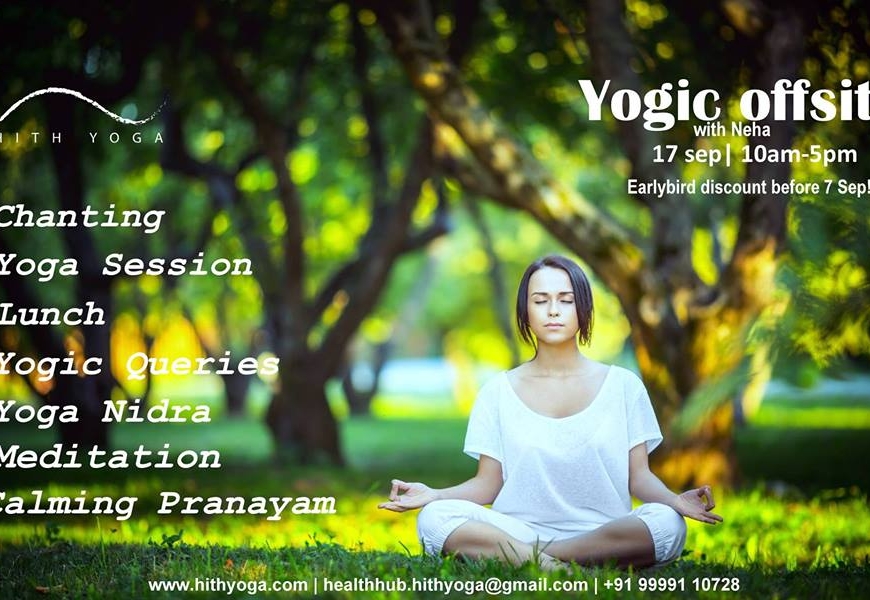 HITH YOGA
Yogic offsit
with Neha
17 sep| 10am-5pm
Earlybird discount before 7 Sep!
Chanting
Yoga Session
Lunch
Yogic Queries
Yoga Nidra
Meditation
Calming Pranayam
www.hithyoga.com | healthhub.hithyoga@gmail.com | +91 99991 10728